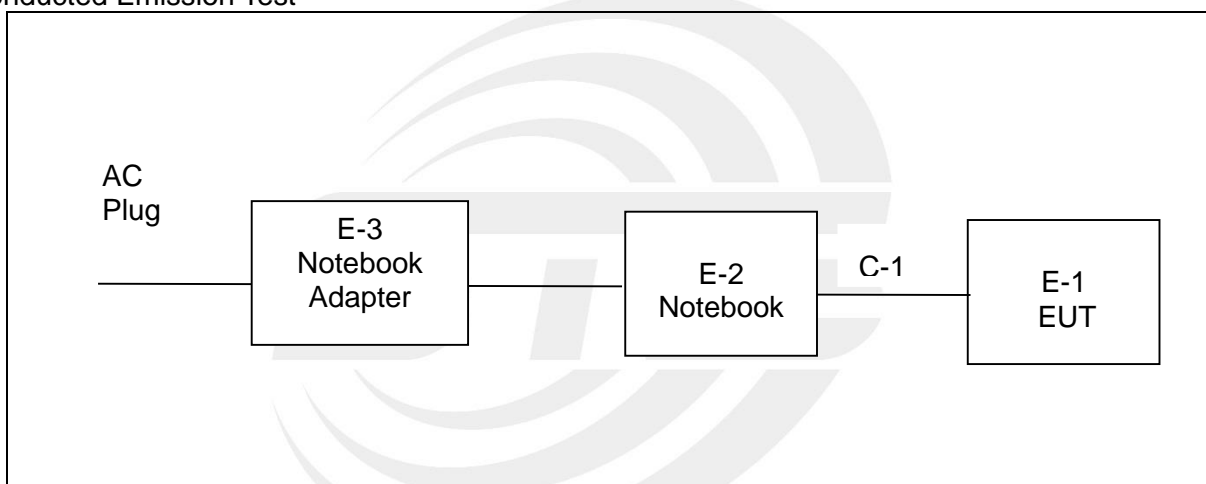 onducted Emission Test
AC
Plug
E-3
Notebook
Adapter
E-2
Notebook
C-1
E-1
EUT